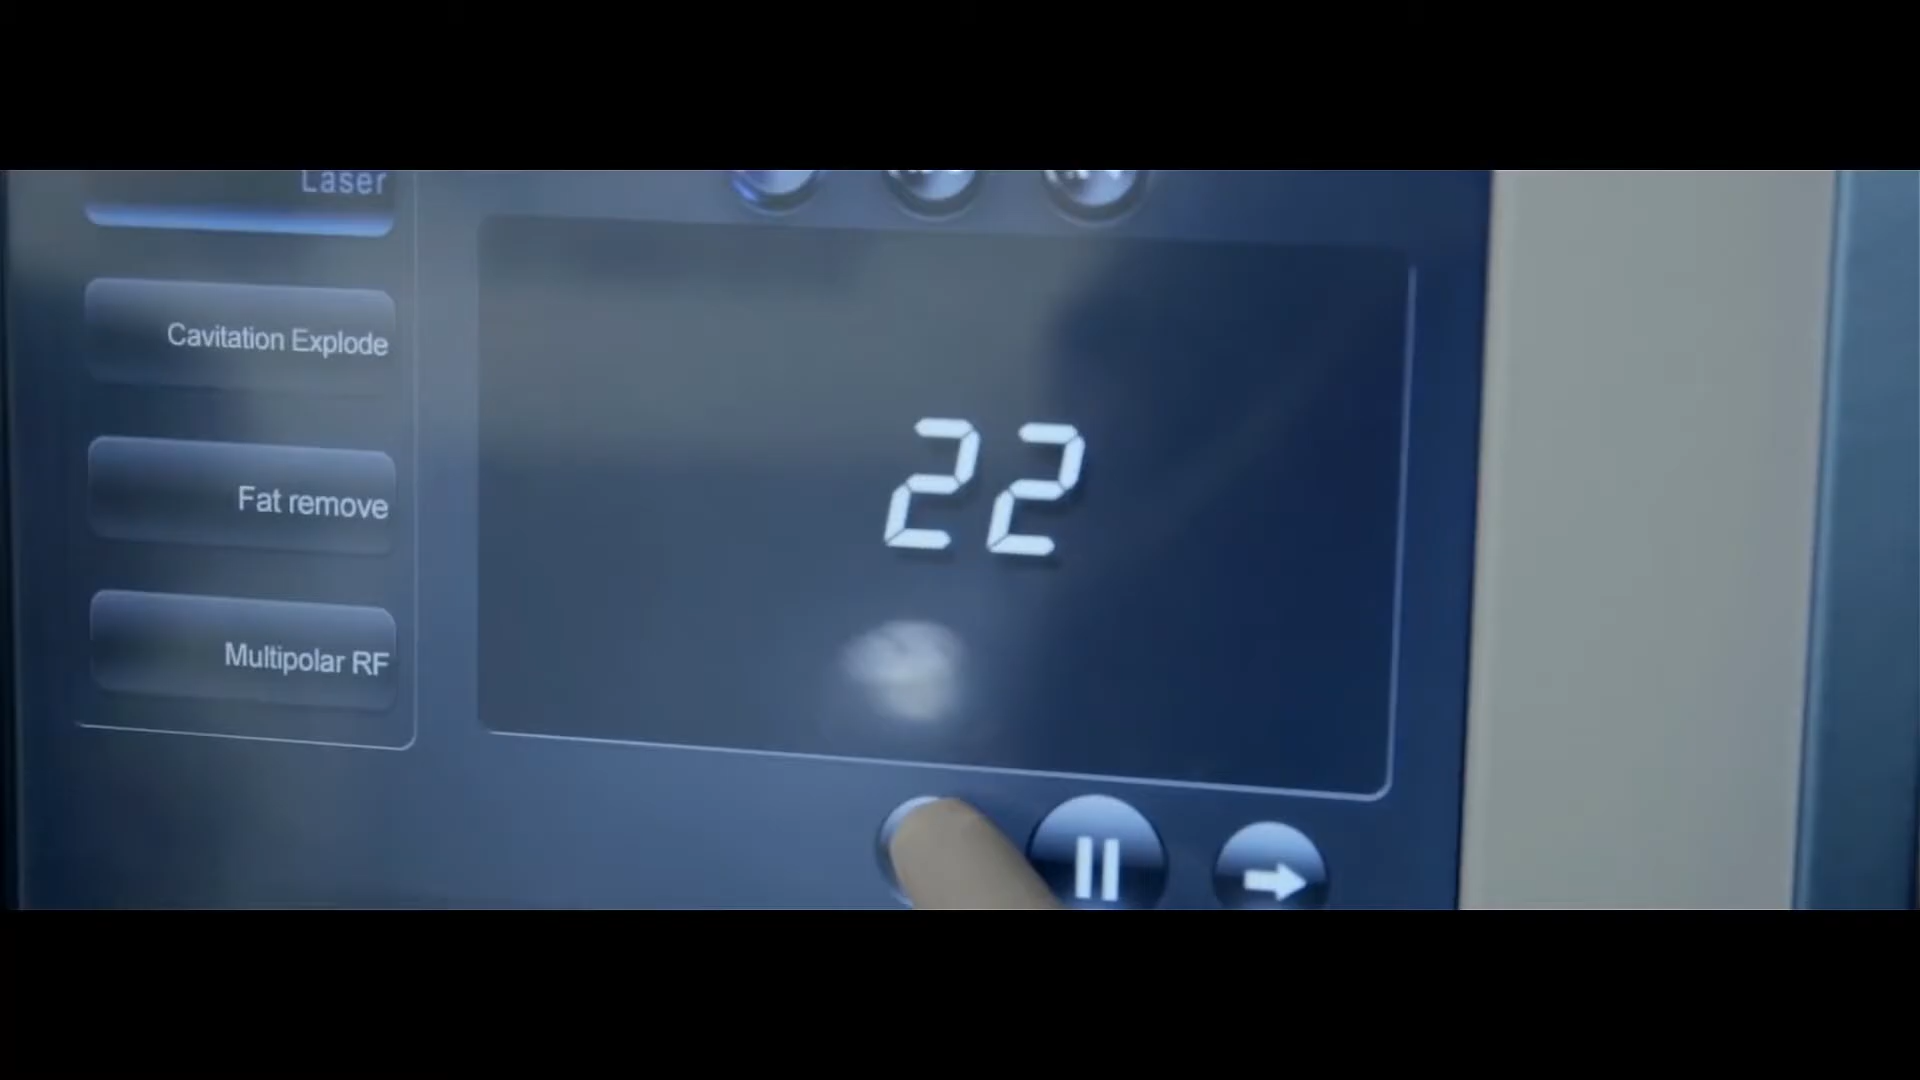 Laser
Cavitation Explode
22
Fat remove
Multipolar RF